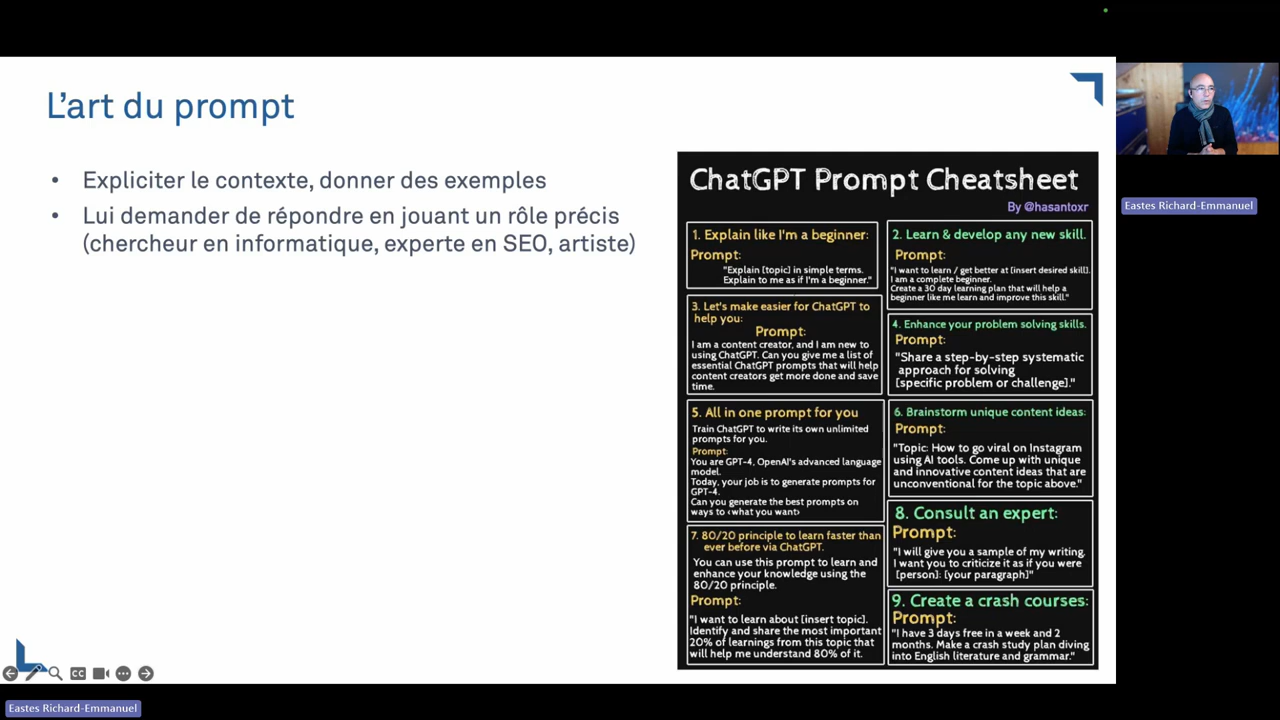 L'art du prompt
• Expliciter le contexte, donner des exemples
• Lui demander de répondre en jouant un rôle précis
(chercheur en informatique, experte en SEO, artiste)
ChatGPT Prompt Cheatsheet
By @hasantoxr
1. Explain like I'm a beginner:
Prompt:
"Explain [topic] in simple terms.
Explain to me as if I'm a beginner."
2. Learn & develop any new skill.
Prompt:
"I want to learn / get better at [insert desired skill].
I am a complete beginner.
Create a 30 day learning plan that will help a
beginner like me learn and improve this skill."
3. Let's make easier for ChatGPT to
help you:
Prompt:
I am a content creator, and I am new to
using ChatGPT. Can you give me a list of
essential ChatGPT prompts that will help
content creators get more done and save
time.
4. Enhance your problem solving skills.
Prompt:
"Share a step-by-step systematic
approach for solving
[specific problem or challenge]."
5. All in one prompt for you
Train ChatGPT to write its own unlimited
prompts for you.
Prompt:
You are GPT-4, OpenAI's advanced language
model.
Today, your job is to generate prompts for
GPT-4.
Can you generate the best prompts on
ways to <what you want>
6. Brainstorm unique content ideas:
Prompt:
"Topic: How to go viral on Instagram
using AI tools. Come up with unique
and innovative content ideas that are
unconventional for the topic above."
7. 80/20 principle to learn faster than
ever before via ChatGPT.
You can use this prompt to learn and
enhance your knowledge using the
80/20 principle.
Prompt:
"I want to learn about [insert topic].
Identify and share the most important
20% of learnings from this topic that
will help me understand 80% of it.
8. Consult an expert:
Prompt:
"I will give you a sample of my writing.
I want you to criticize it as if you were
[person]: [your paragraph]"
9. Create a crash courses:
Prompt:
"I have 3 days free in a week and 2
months. Make a crash study plan diving
into English literature and grammar."
CC
Eastes Richard-Emmanuel
Eastes Richard-Emmanuel